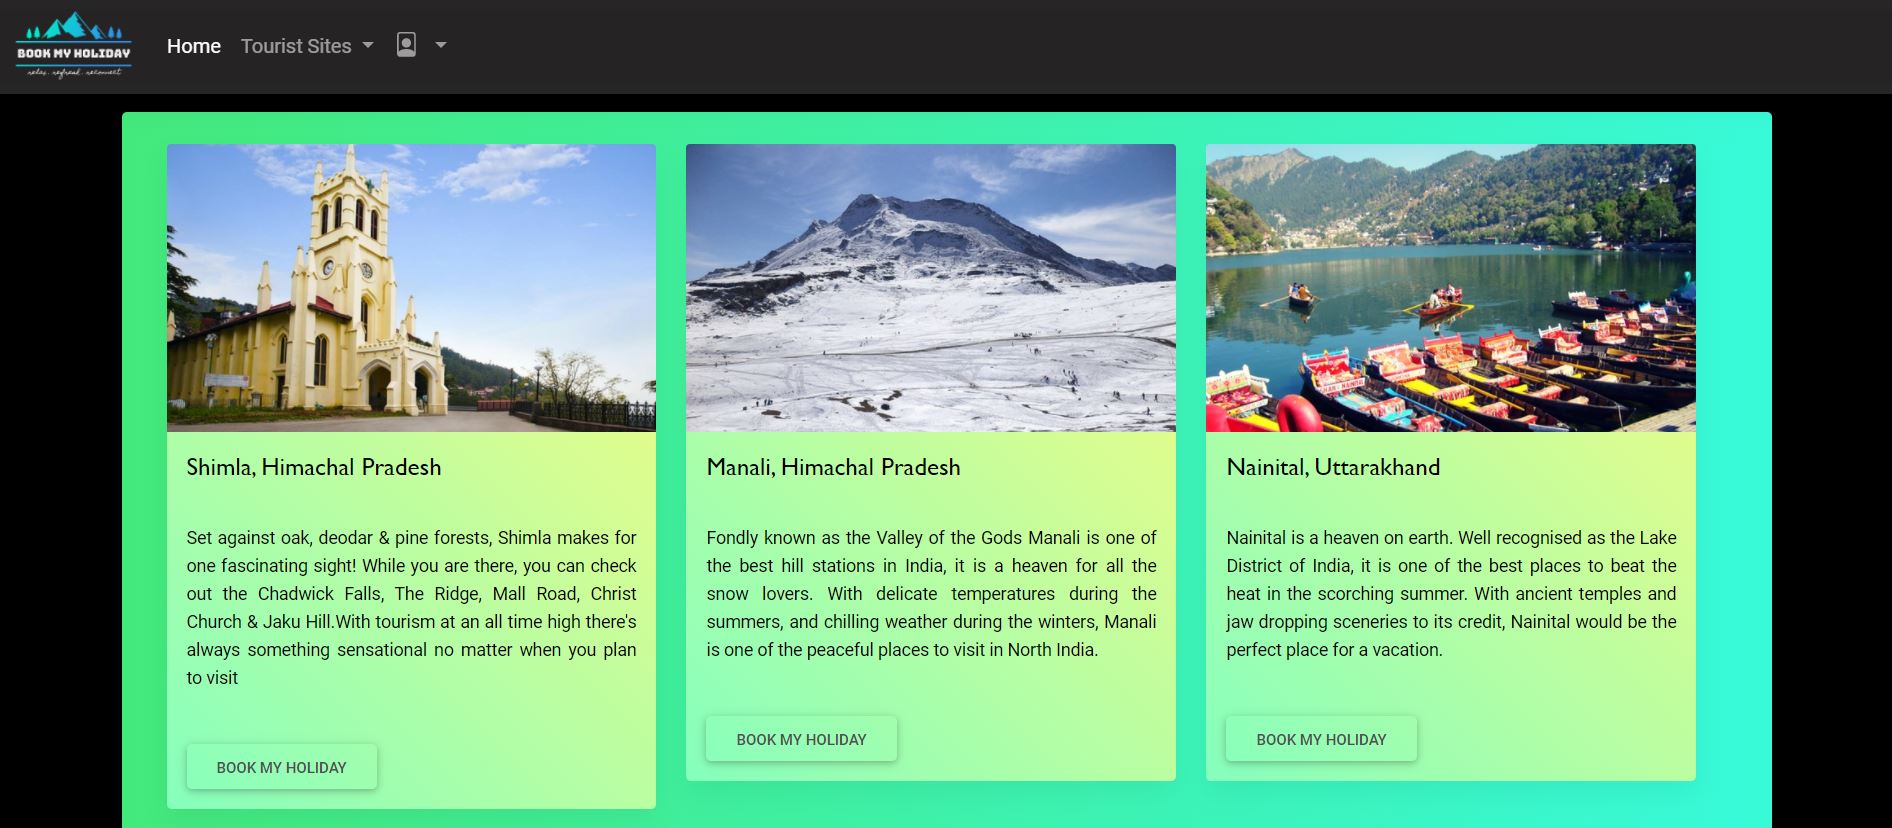 BOOK MY HOLIDAY
relax. refresh. reconnect
Home
Tourist Sites
Shimla, Himachal Pradesh
Set against oak, deodar & pine forests, Shimla makes for
one fascinating sight! While you are there, you can check
out the Chadwick Falls, The Ridge, Mall Road, Christ
Church & Jaku Hill.With tourism at an all time high there's
always something sensational no matter when you plan
to visit
BOOK MY HOLIDAY
Manali, Himachal Pradesh
Fondly known as the Valley of the Gods Manali is one of
the best hill stations in India, it is a heaven for all the
snow lovers. With delicate temperatures during the
summers, and chilling weather during the winters, Manali
is one of the peaceful places to visit in North India.
BOOK MY HOLIDAY
Nainital, Uttarakhand
Nainital is a heaven on earth. Well recognised as the Lake
District of India, it is one of the best places to beat the
heat in the scorching summer. With ancient temples and
jaw dropping sceneries to its credit, Nainital would be the
perfect place for a vacation.
BOOK MY HOLIDAY